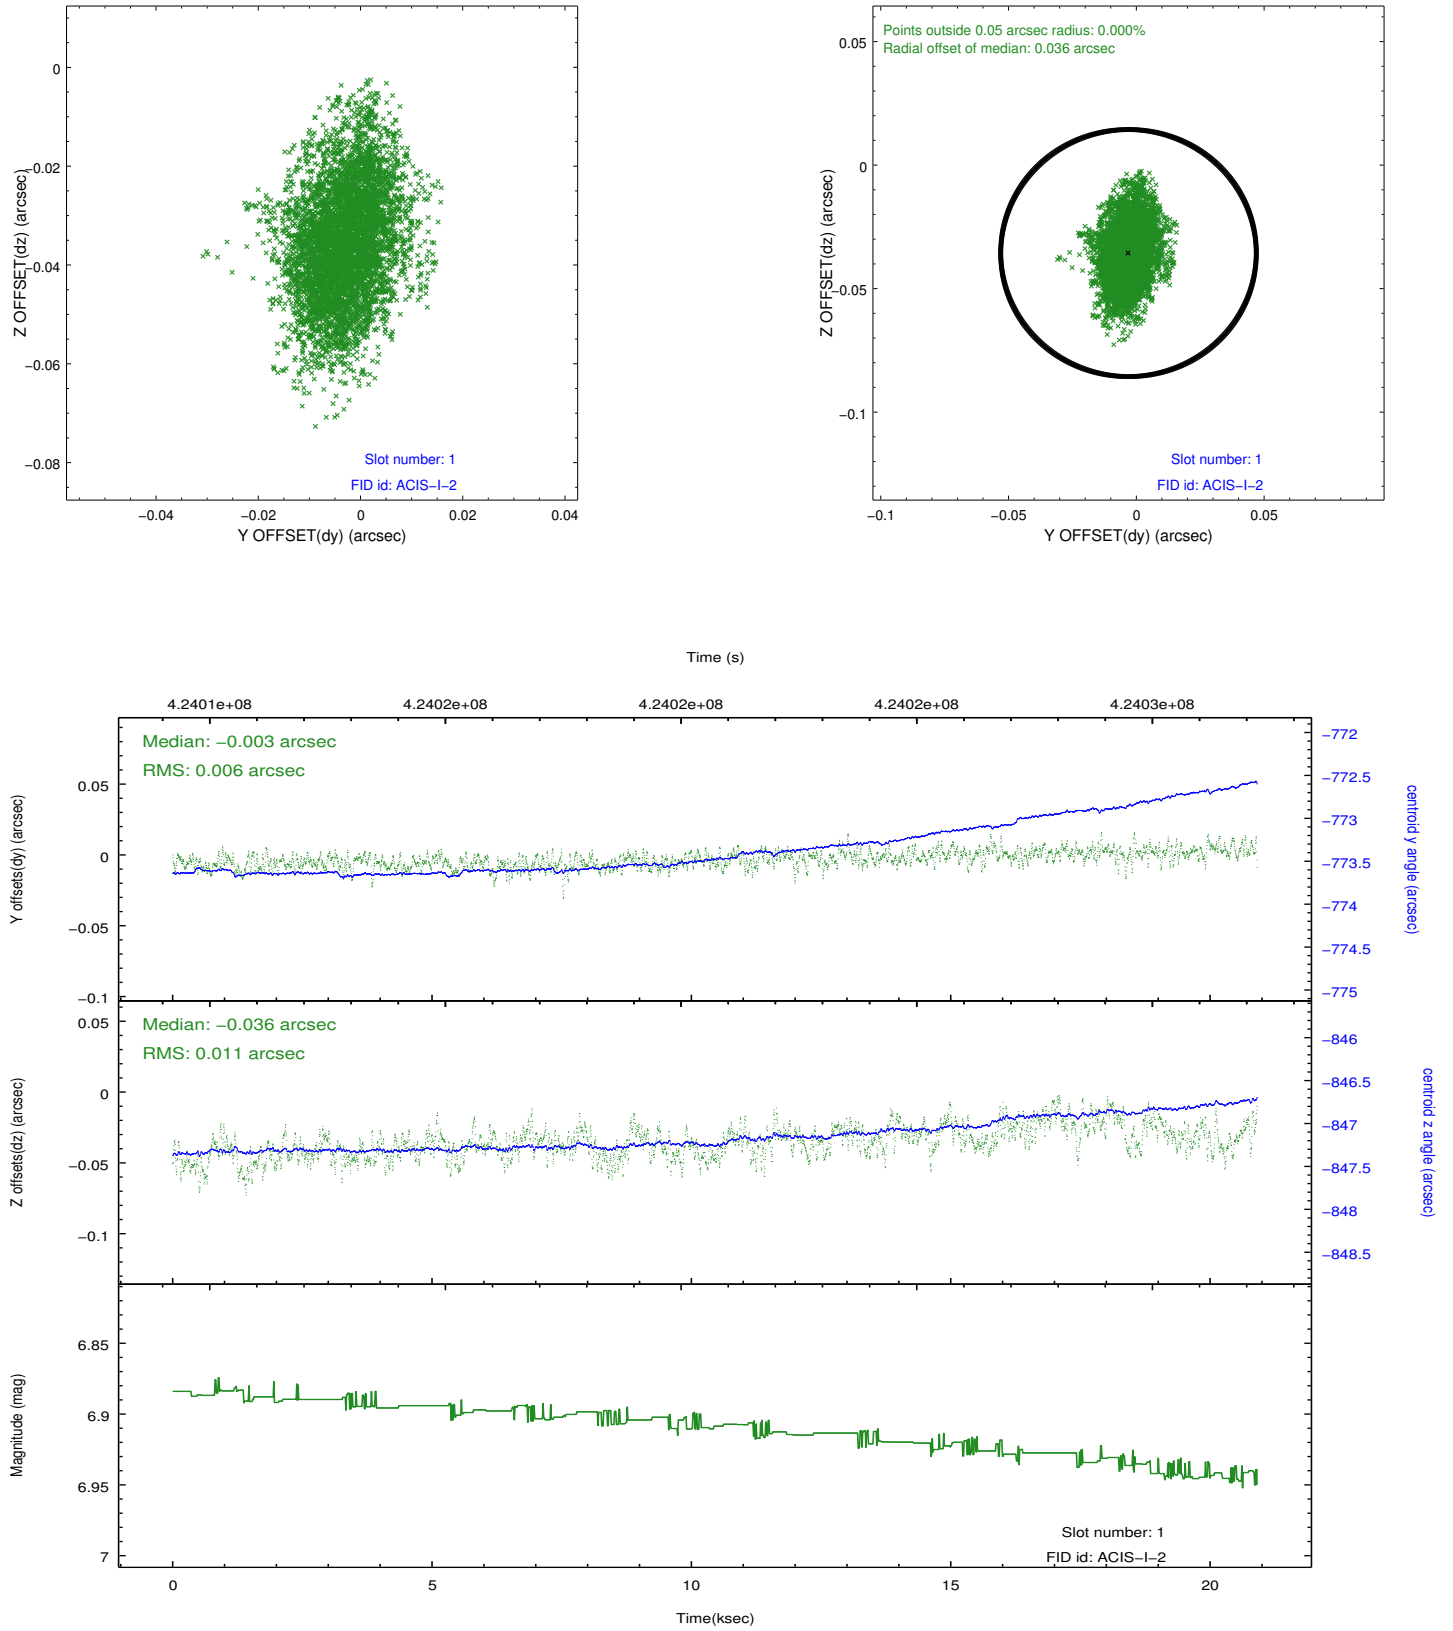 0
−0.02
−0.04
−0.06
−0.08
Z OFFSET(dz) (arcsec)
Slot number: 1
FID id: ACIS−I−2
−0.04
−0.02
0
0.02
0.04
Y OFFSET(dy) (arcsec)
Points outside 0.05 arcsec radius: 0.000%
Radial offset of median: 0.036 arcsec
0.05
0
−0.05
−0.1
Z OFFSET(dz) (arcsec)
Slot number: 1
FID id: ACIS−I−2
−0.1
−0.05
0
0.05
Y OFFSET(dy) (arcsec)
Time (s)
4.2401e+08
4.2402e+08
4.2402e+08
4.2402e+08
4.2403e+08
Median: −0.003 arcsec
RMS: 0.006 arcsec
0.05
0
−0.05
−0.1
Y offsets(dy) (arcsec)
−772
−772.5
−773
−773.5
−774
−774.5
−775
centroid y angle (arcsec)
Median: −0.036 arcsec
RMS: 0.011 arcsec
0.05
0
−0.05
−0.1
Z offsets(dz) (arcsec)
−846
−846.5
−847
−847.5
−848
−848.5
centroid z angle (arcsec)
6.85
6.9
6.95
7
Magnitude (mag)
Slot number: 1
FID id: ACIS−I−2
0
5
10
15
20
Time(ksec)